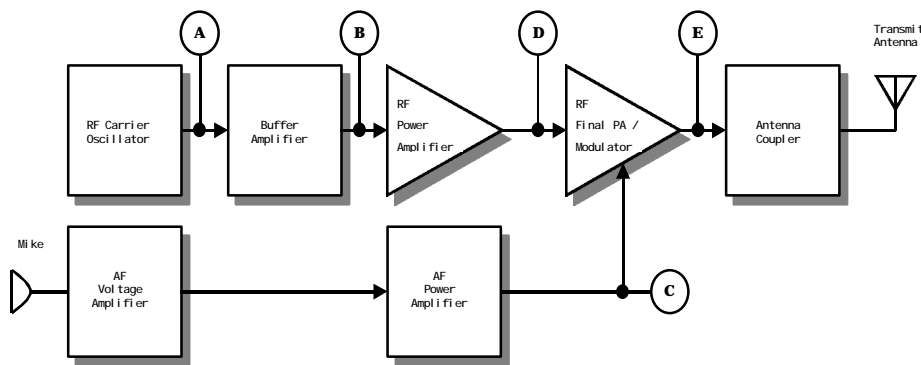 A
B
D
E
Transmit
Antenna
RF Carrier
Oscillator
Buffer
Amplifier
RF
Power
Amplifier
RF
Final PA /
Modulator
Antenna
Coupler
Mike
AF
Voltage
Amplifier
AF
Power
Amplifier
C